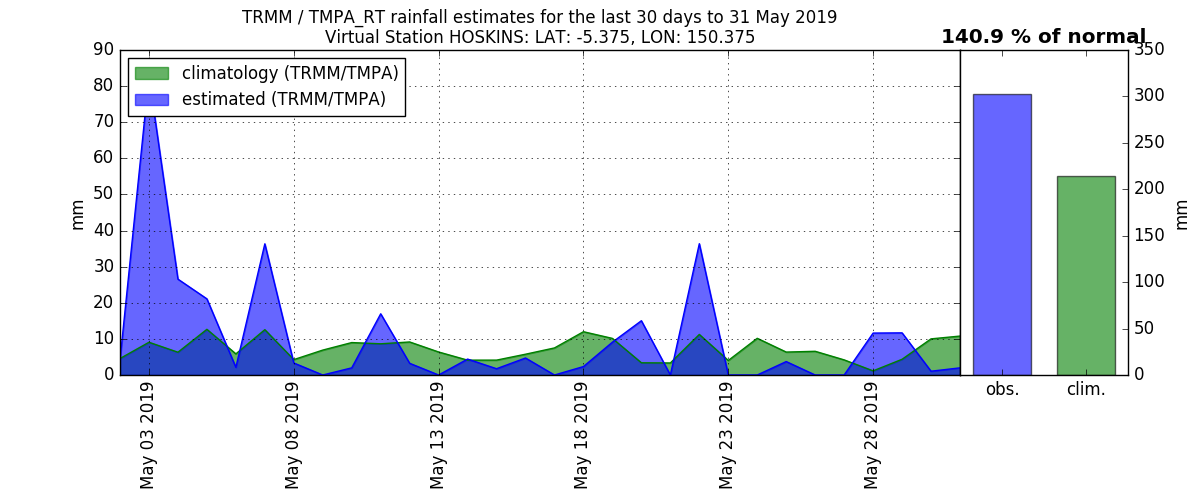 TRMM / TMPA_RT rainfall estimates for the last 30 days to 31 May 2019
Virtual Station HOSKINS: LAT: -5.375, LON: 150.375
140.9 % of normal
climatology (TRMM/TMPA)
estimated (TRMM/TMPA)
mm
90
80
70
60
50
40
30
20
10
0
May 03 2019
May 08 2019
May 13 2019
May 18 2019
May 23 2019
May 28 2019
obs.
clim.
350
300
250
200
150
100
50
0
mm